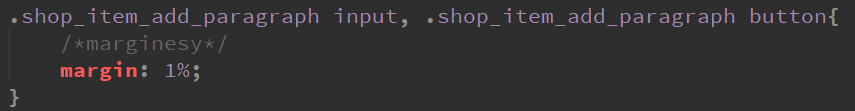 .shop_item_add_paragraph input, .shop_item_add_paragraph button{
/*marginesy*/
margin: 1%;
}